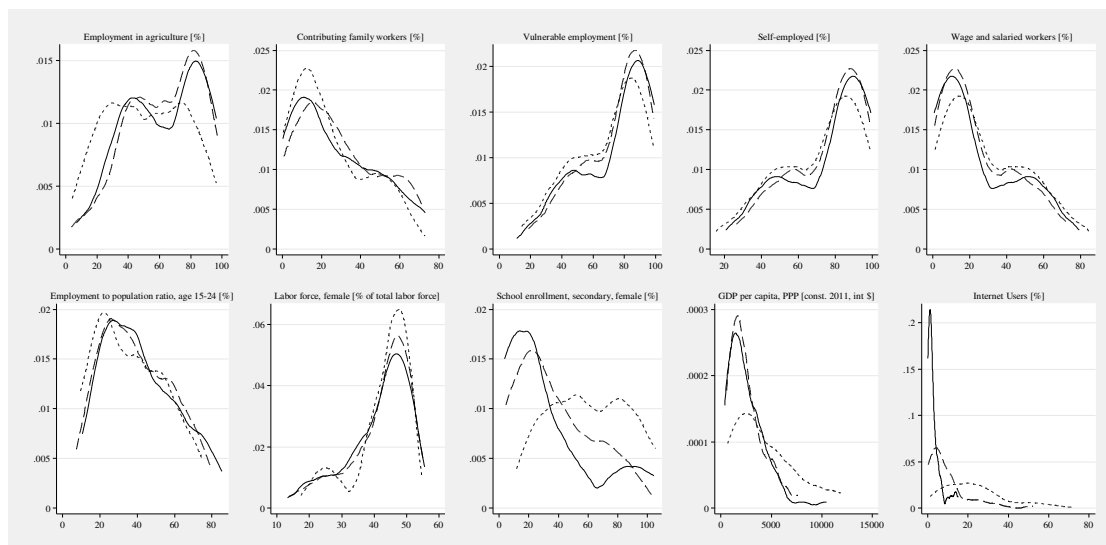 Employment in agriculture [%]
.015
.01
.005
0
0 20 40 60 80 100
Contributing family workers [%]
.025
.02
.015
.01
.005
0
0 20 40 60 80
Vulnerable employment [%]
.02
.01
0
0 20 40 60 80 100
Self-employed [%]
.025
.02
.015
.01
.005
0
20 40 60 80 100
Wage and salaried workers [%]
.025
.02
.015
.01
.005
0
0 20 40 60 80
Employment to population ratio, age 15-24 [%]
.02
.015
.01
.005
0
0 20 40 60 80
Labor force, female [% of total labor force]
.06
.04
.02
0
10 20 30 40 50 60
School enrollment, secondary, female [%]
.02
.015
.01
.005
0
0 20 40 60 80 100
GDP per capita, PPP [const. 2011, int $]
.0003
.0002
.0001
0
0 5000 10000 15000
Internet Users [%]
.2
.1
.05
0
0 20 40 60 80